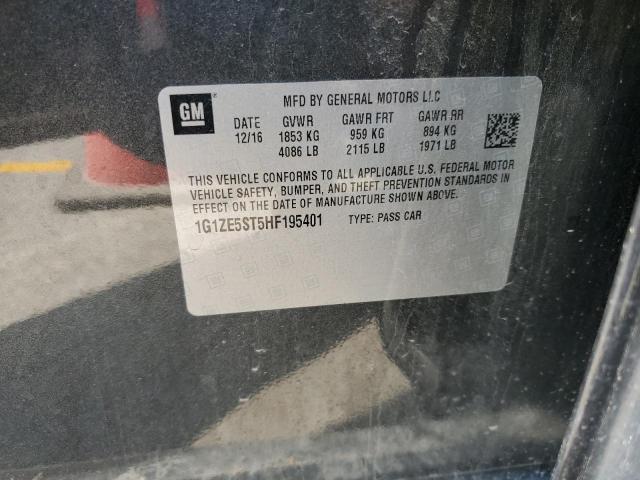 GM
MFD BY GENERAL MOTORS LLC
DATE GVWR GAWR FRT GAWR RR
12/16 1853 KG 959 KG 894 KG
4086 LB 2115 LB 1971 LB
THIS VEHICLE CONFORMS TO ALL APPLICABLE U.S. FEDERAL MOTOR
VEHICLE SAFETY, BUMPER, AND THEFT PREVENTION STANDARDS IN
EFFECT ON THE DATE OF MANUFACTURE SHOWN ABOVE.
1G1ZE5ST5HF195401 TYPE: PASS CAR